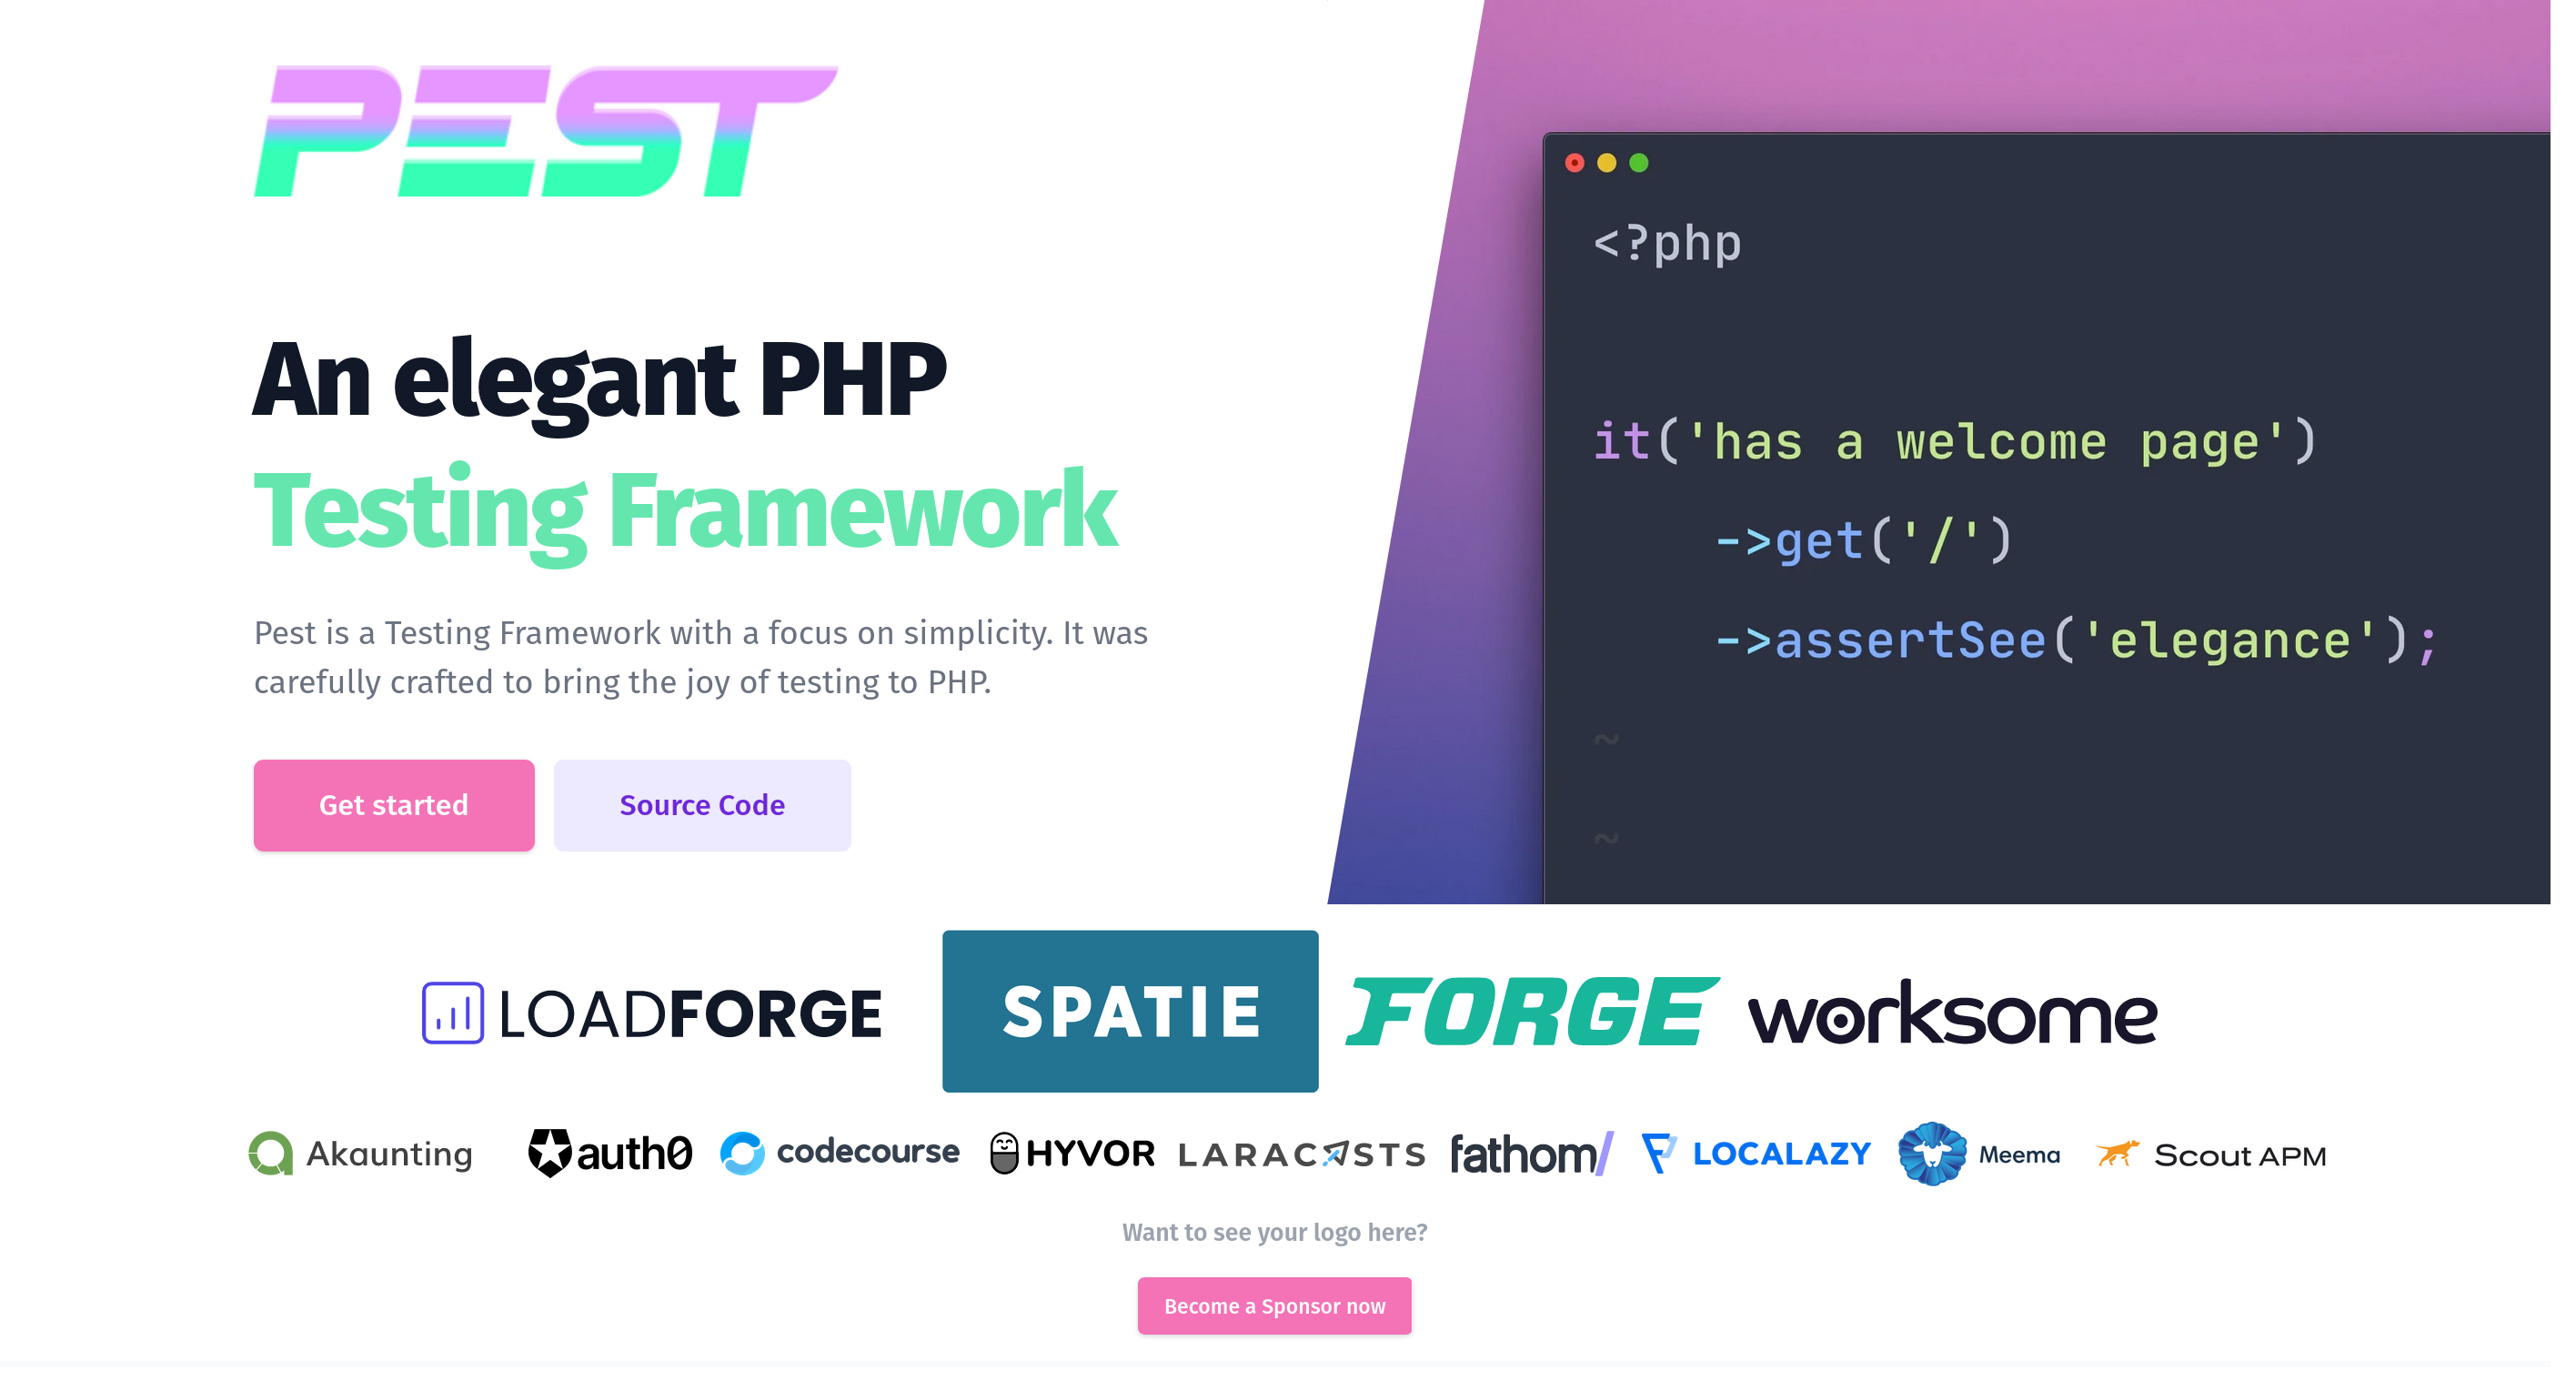 PEST
An elegant PHP
Testing Framework
Pest is a Testing Framework with a focus on simplicity. It was
carefully crafted to bring the joy of testing to PHP.
Get started
Source Code
<?php
it('has a welcome page')
->get('/')
->assertSee('elegance');
~
~
LOADFORGE
SPATIE
FORGE
worksome
Akaunting
auth0
codecourse
HYVOR
LARACASTS
fathom/
LOCALAZY
Meema
Scout APM
Want to see your logo here?
Become a Sponsor now